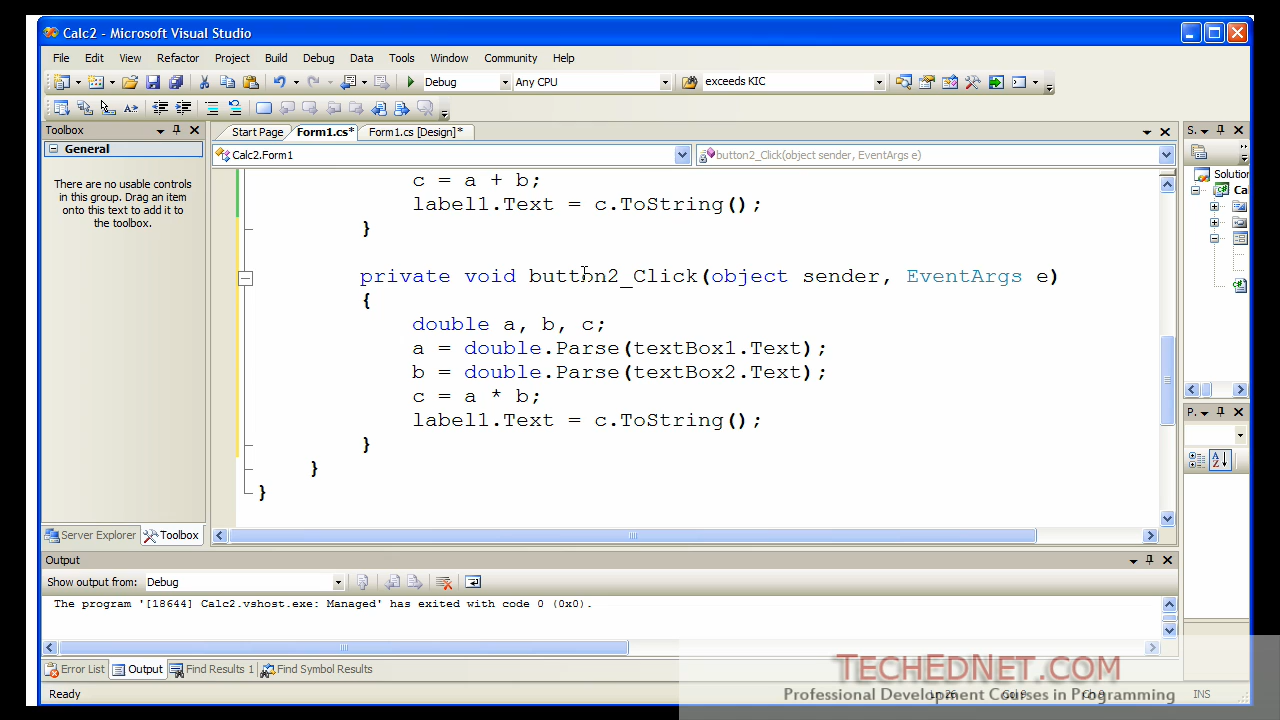 Calc2 - Microsoft Visual Studio
File Edit View Refactor Project Build Debug Data Tools Window Community Help
Debug Any CPU exceeds KIC
Toolbox
Start Page Form1.cs* Form1.cs [Design]*
General
Calc2.Form1 button2_Click(object sender, EventArgs e)
There are no usable controls
in this group. Drag an item
onto this text to add it to
the toolbox.
c = a + b;
label1.Text = c.ToString();
}
private void button2_Click(object sender, EventArgs e)
{
double a, b, c;
a = double.Parse(textBox1.Text);
b = double.Parse(textBox2.Text);
c = a * b;
label1.Text = c.ToString();
}
}
}
S.
Solution
Ca
P.
Server Explorer Toolbox
Output
Show output from: Debug
The program '[18644] Calc2.vshost.exe: Managed' has exited with code 0 (0x0).
Error List Output Find Results 1 Find Symbol Results
TECHEDNET.COM
Professional Development Courses in Programming
Ready INS